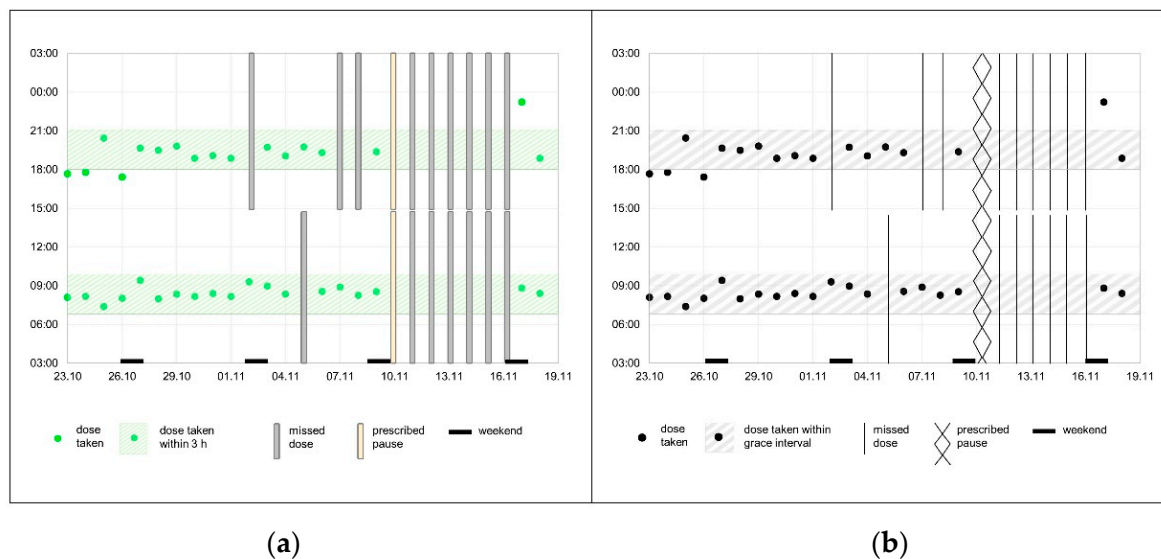 03:00
00:00
21:00
18:00
15:00
12:00
09:00
06:00
03:00
23.10 26.10 29.10 01.11 04.11 07.11 10.11 13.11 16.11 19.11
dose taken
dose taken within 3 h
missed dose
prescribed pause
weekend
03:00
00:00
21:00
18:00
15:00
12:00
09:00
06:00
03:00
23.10 26.10 29.10 01.11 04.11 07.11 10.11 13.11 16.11 19.11
dose taken
dose taken within grace interval
missed dose
prescribed pause
weekend
(a)
(b)